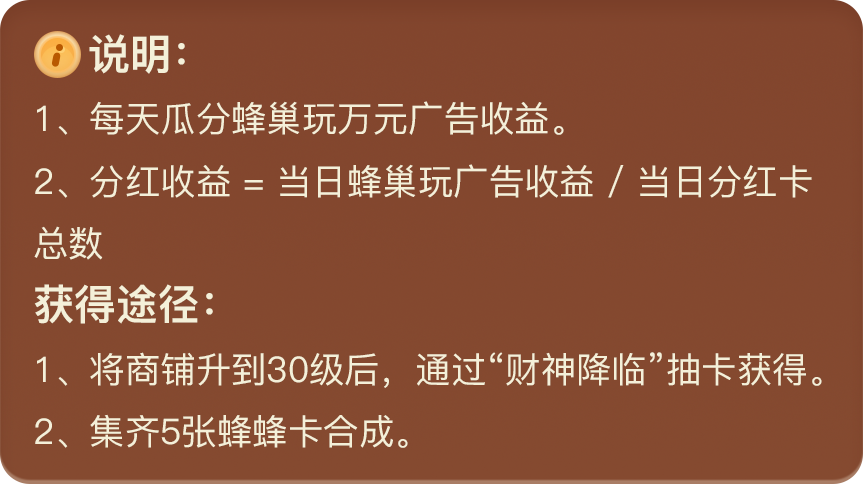 说明：
1、每天瓜分蜂巢玩万元广告收益。
2、分红收益 = 当日蜂巢玩广告收益 / 当日分红卡
总数
获得途径：
1、将商铺升到30级后，通过“财神降临”抽卡获得。
2、集齐5张蜂蜂卡合成。